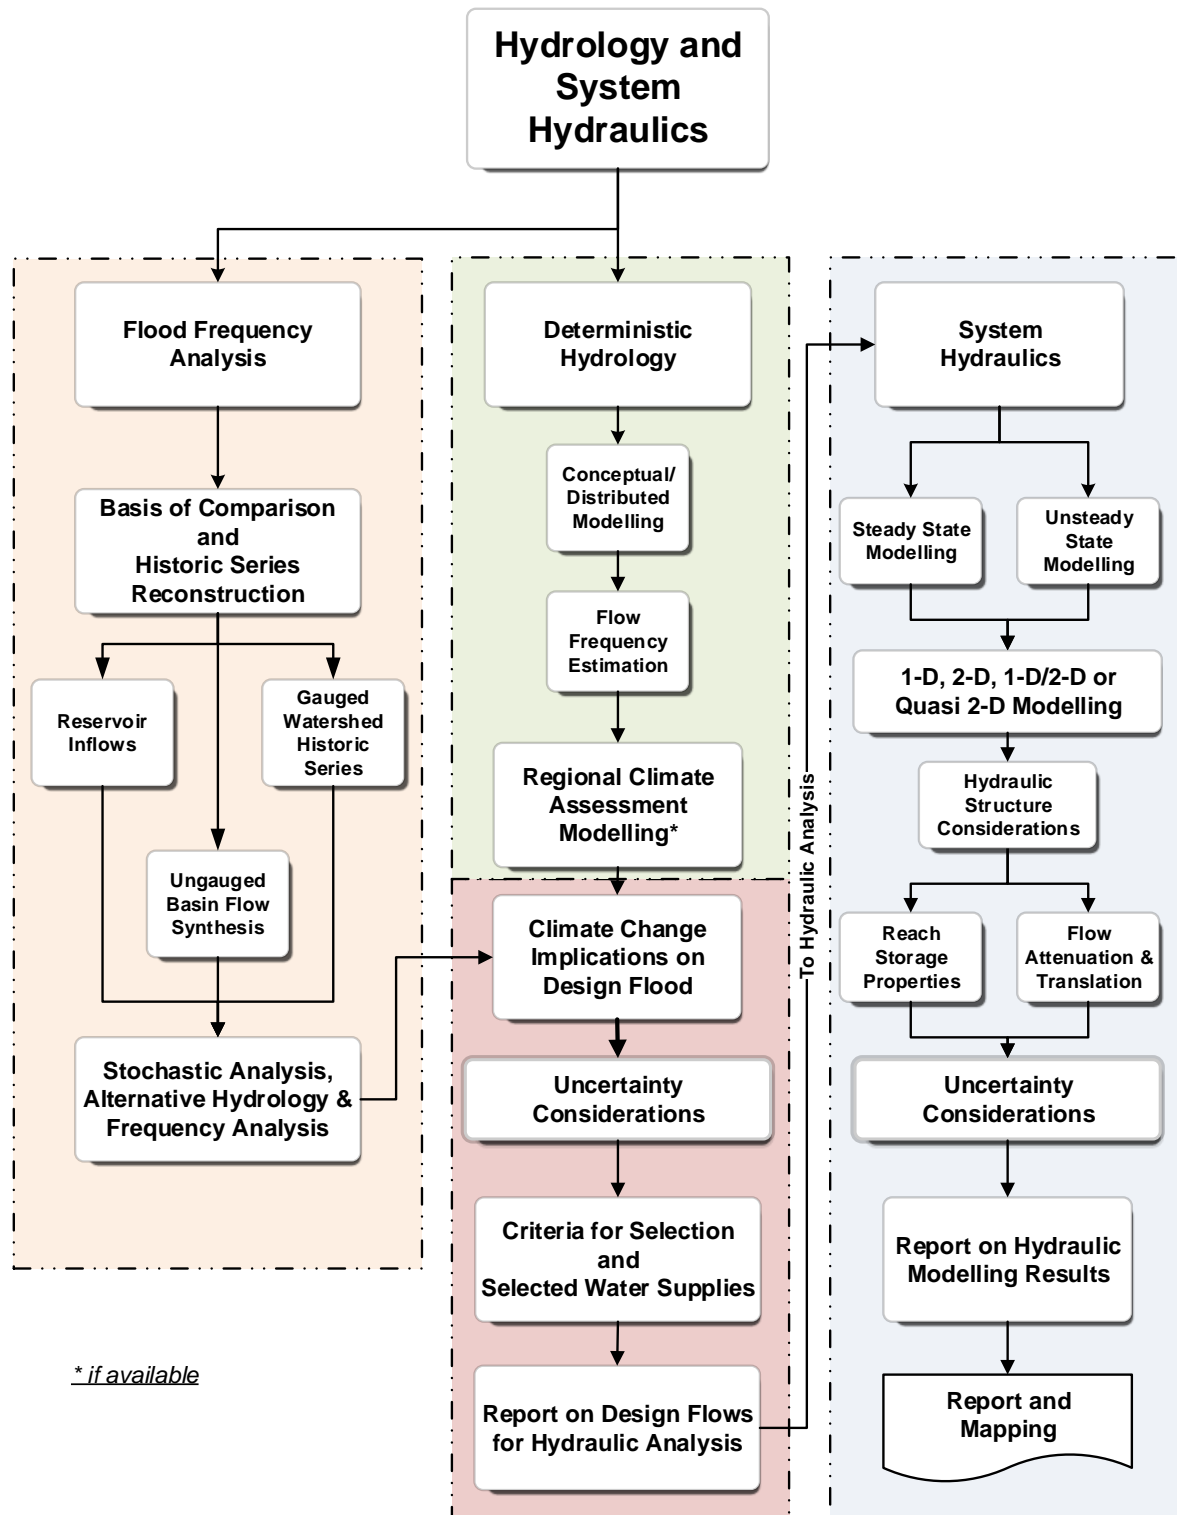 Hydrology and
System
Hydraulics
Flood Frequency
Analysis
Basis of Comparison
and
Historic Series
Reconstruction
Reservoir
Inflows
Gauged
Watershed
Historic
Series
Ungauged
Basin Flow
Synthesis
Stochastic Analysis,
Alternative Hydrology &
Frequency Analysis
* if available
Deterministic
Hydrology
Conceptual/
Distributed
Modelling
Flow
Frequency
Estimation
Regional Climate
Assessment
Modelling*
Climate Change
Implications on
Design Flood
Uncertainty
Considerations
Criteria for Selection
and
Selected Water Supplies
Report on Design Flows
for Hydraulic Analysis
To Hydraulic Analysis
System
Hydraulics
Steady State
Modelling
Unsteady
State
Modelling
1-D, 2-D, 1-D/2-D or
Quasi 2-D Modelling
Hydraulic
Structure
Considerations
Reach
Storage
Properties
Flow
Attenuation &
Translation
Uncertainty
Considerations
Report on Hydraulic
Modelling Results
Report and
Mapping